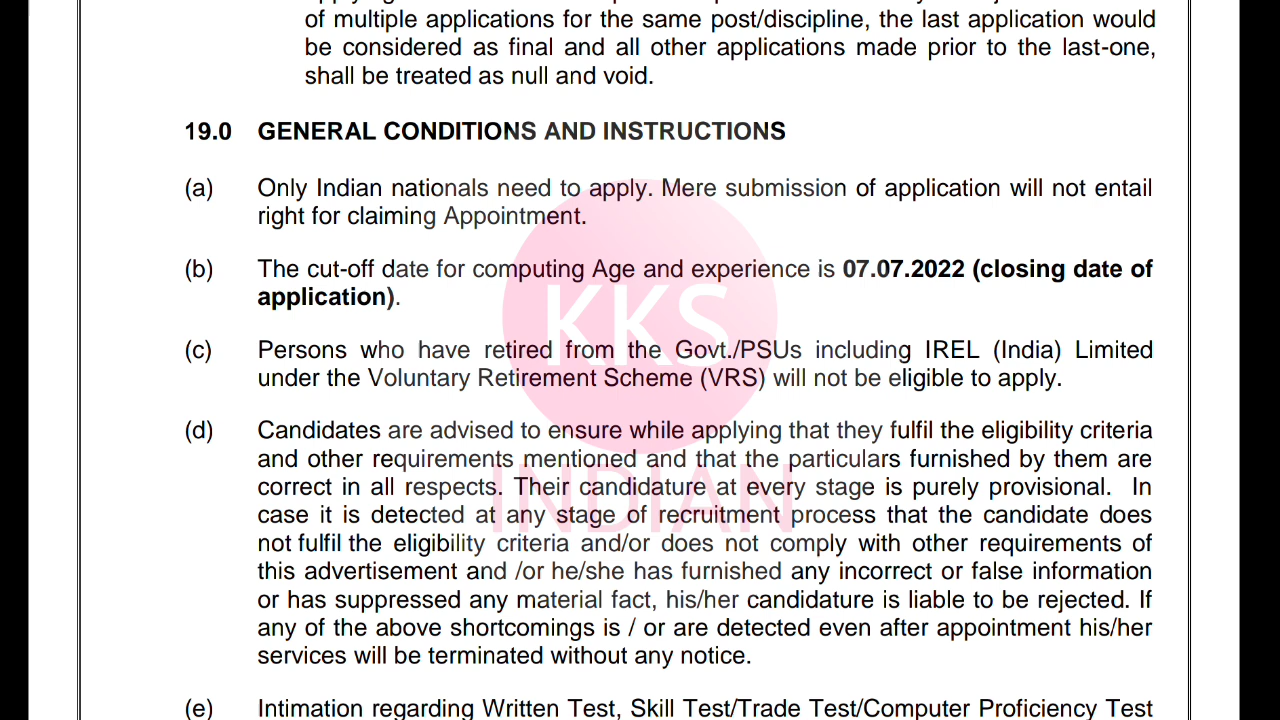 of multiple applications for the same post/discipline, the last application would
be considered as final and all other applications made prior to the last-one,
shall be treated as null and void.
19.0 GENERAL CONDITIONS AND INSTRUCTIONS
(a) Only Indian nationals need to apply. Mere submission of application will not entail
right for claiming Appointment.
(b) The cut-off date for computing Age and experience is 07.07.2022 (closing date of
application).
(c) Persons who have retired from the Govt./PSUs including IREL (India) Limited
under the Voluntary Retirement Scheme (VRS) will not be eligible to apply.
(d) Candidates are advised to ensure while applying that they fulfil the eligibility criteria
and other requirements mentioned and that the particulars furnished by them are
correct in all respects. Their candidature at every stage is purely provisional. In
case it is detected at any stage of recruitment process that the candidate does
not fulfil the eligibility criteria and/or does not comply with other requirements of
this advertisement and /or he/she has furnished any incorrect or false information
or has suppressed any material fact, his/her candidature is liable to be rejected. If
any of the above shortcomings is / or are detected even after appointment his/her
services will be terminated without any notice.
(e) Intimation regarding Written Test, Skill Test/Trade Test/Computer Proficiency Test
KKS
INDIAN